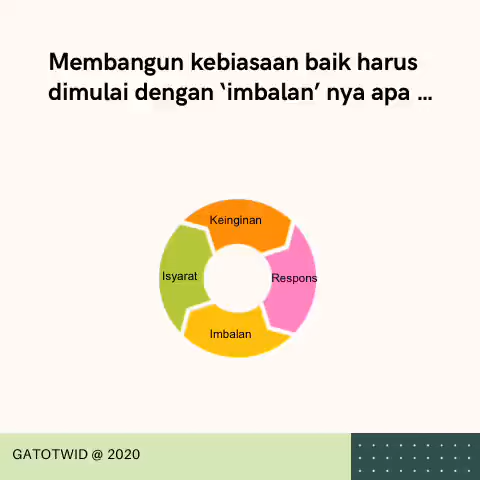 Membangun kebiasaan baik harus
dimulai dengan ‘imbalan’ nya apa ...
Keinginan
Isyarat
Respons
Imbalan
GATOTWID @ 2020